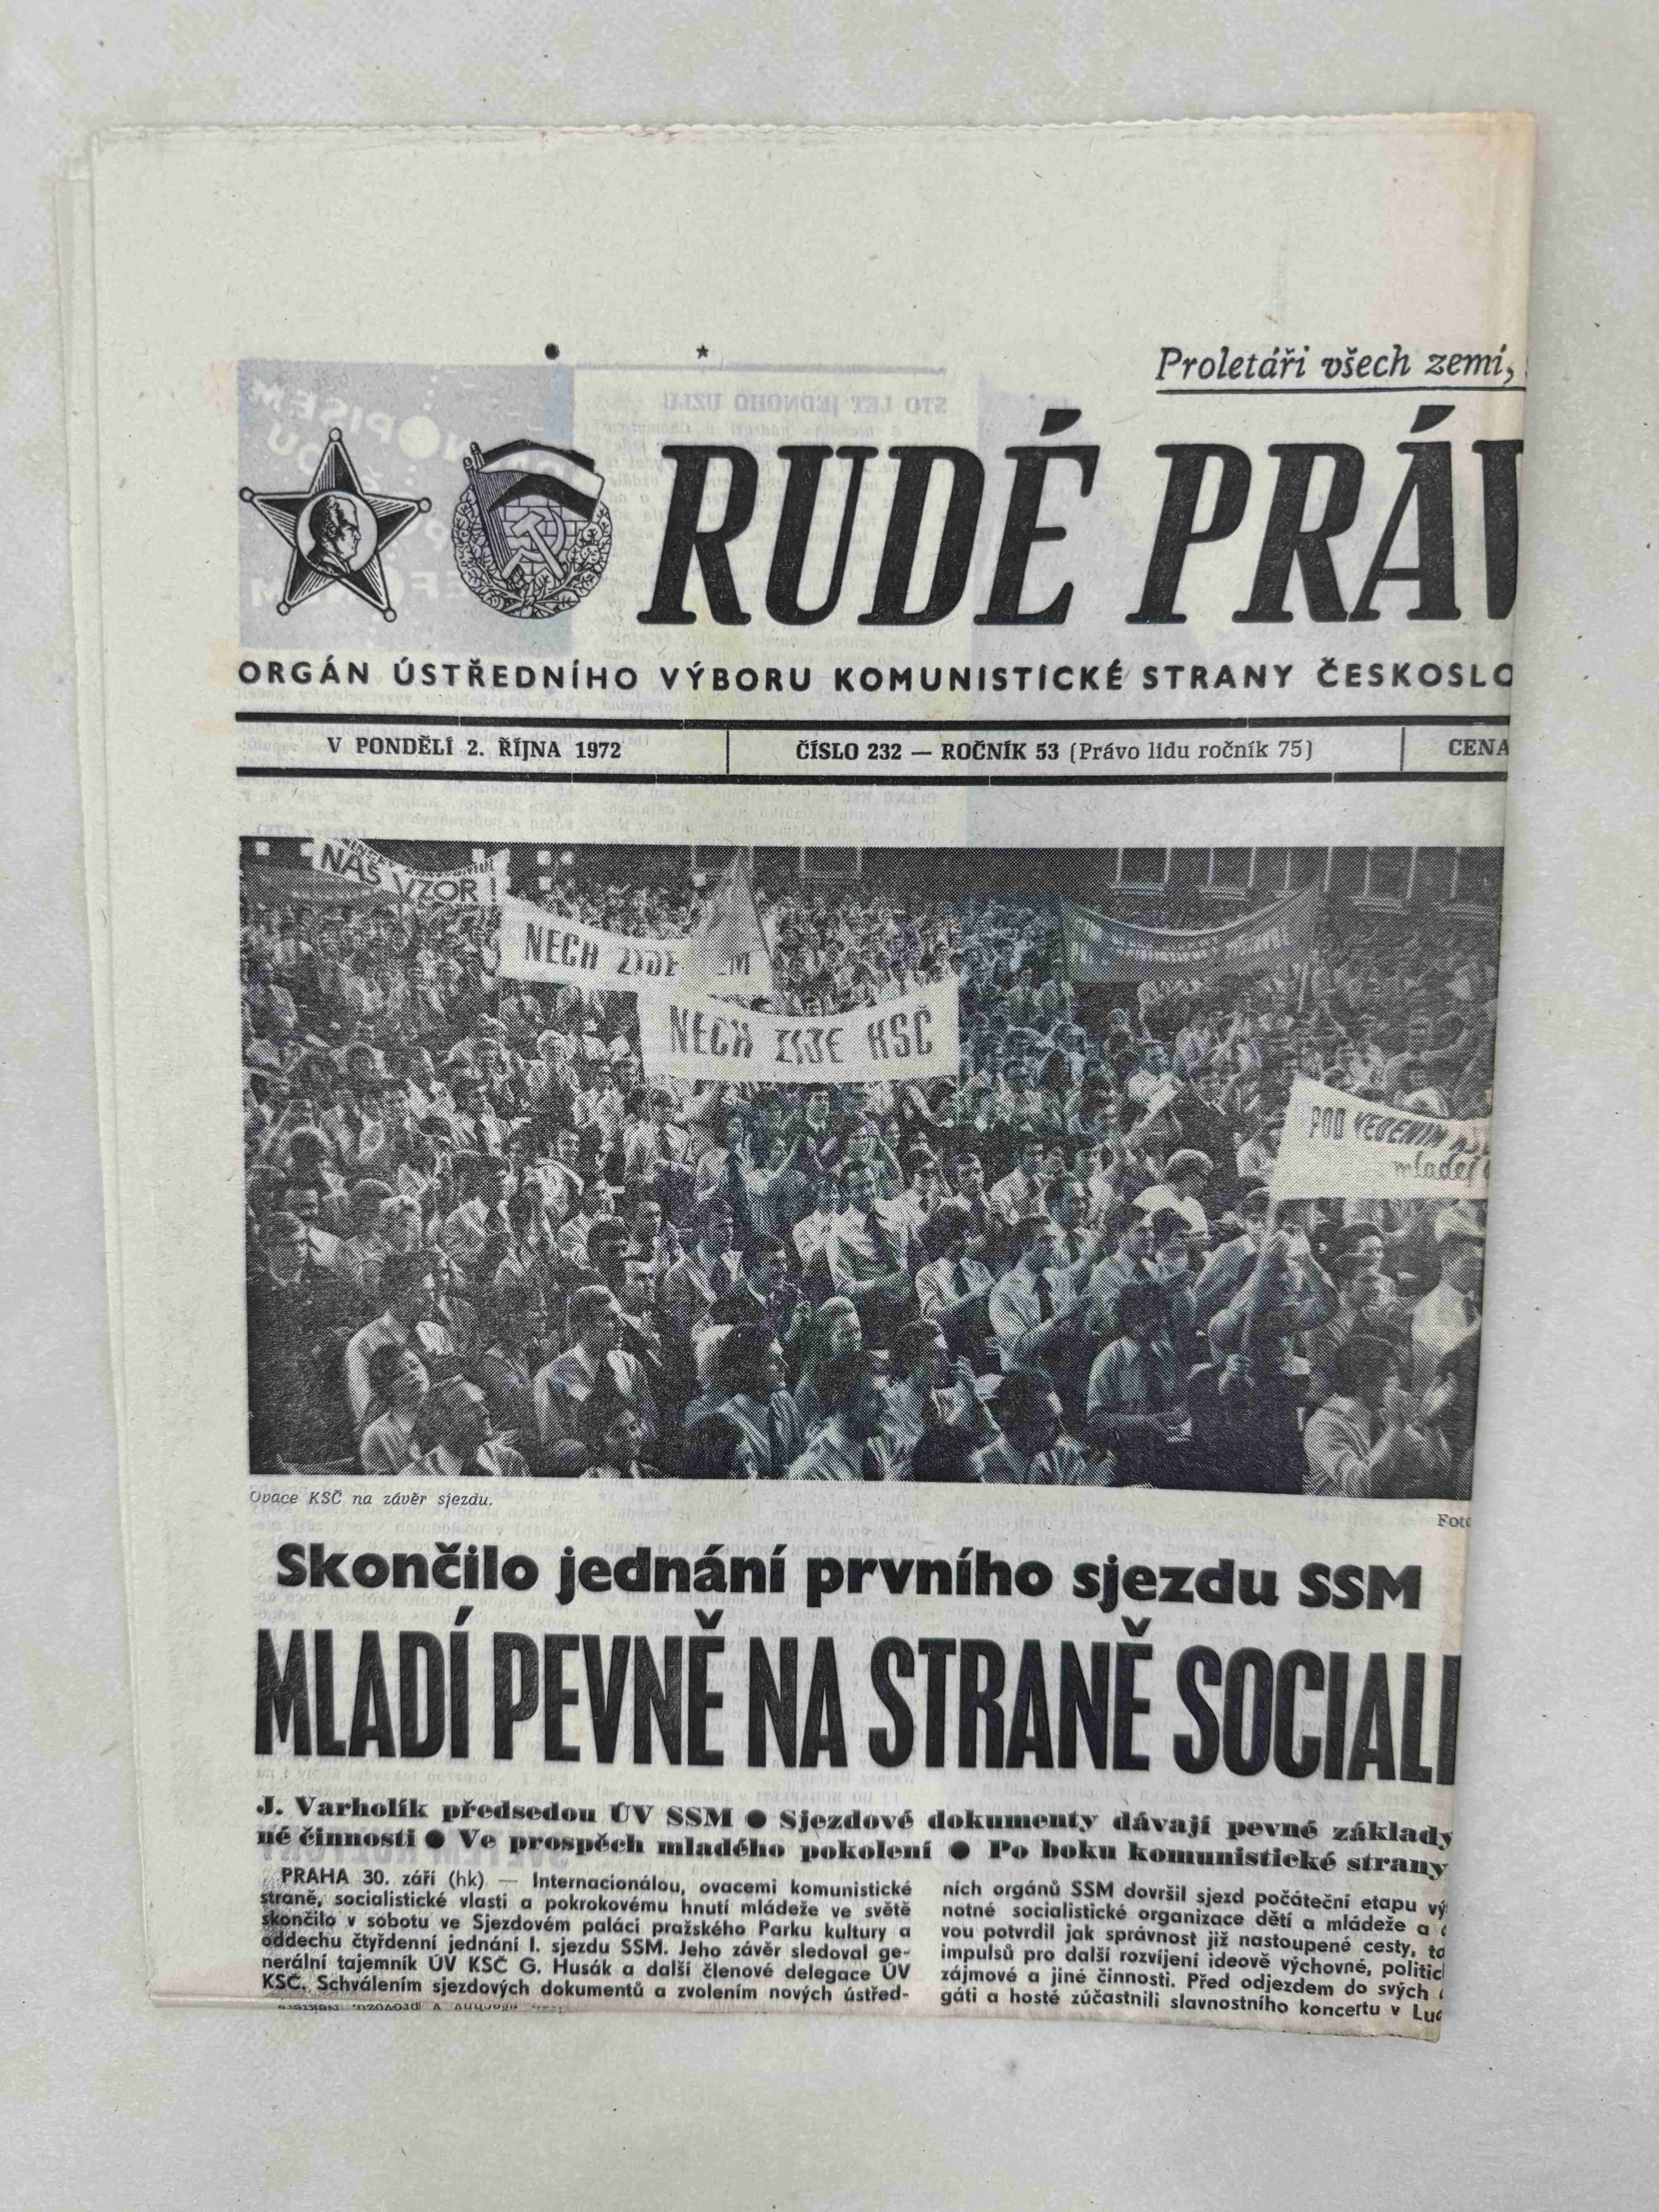 Proletáři všech zemí,
RUDÉ PRÁV
ORGÁN ÚSTŘEDNÍHO VÝBORU KOMUNISTICKÉ STRANY ČESKOSLO
V PONDĚLÍ 2. ŘÍJNA 1972
ČÍSLO 232 — ROČNÍK 53 (Právo lidu ročník 75)
CENA
NÁŠ VZOR!
NECH ŽIJE
NECH ŽIJE KSČ
POD VEDENÍM
mladej
Ovace KSČ na závěr sjezdu.
Foto
Skončilo jednání prvního sjezdu SSM
MLADÍ PEVNĚ NA STRANĚ SOCIALI
J. Varholík předsedou ÚV SSM ● Sjezdové dokumenty dávají pevné základy
né činnosti ● Ve prospěch mladého pokolení ● Po boku komunistické strany
PRAHA 30. září (hk) — Internacionálou, ovacemi komunistické
straně, socialistické vlasti a pokrokovému hnutí mládeže ve světě
skončilo v sobotu ve Sjezdovém paláci pražského Parku kultury a
oddechu čtyřdenní jednání I. sjezdu SSM. Jeho závěr sledoval ge-
nerální tajemník ÚV KSČ G. Husák a další členové delegace ÚV
KSČ. Schválením sjezdových dokumentů a zvolením nových ústřed-
ních orgánů SSM dovršil sjezd počáteční etapu vý
notné socialistické organizace dětí a mládeže a
vou potvrdil jak správnost již nastoupené cesty, ta
impulsů pro další rozvíjení ideově výchovné, politic
zájmové a jiné činnosti. Před odjezdem do svých
gáti a hosté zúčastnili slavnostního koncertu v Luc